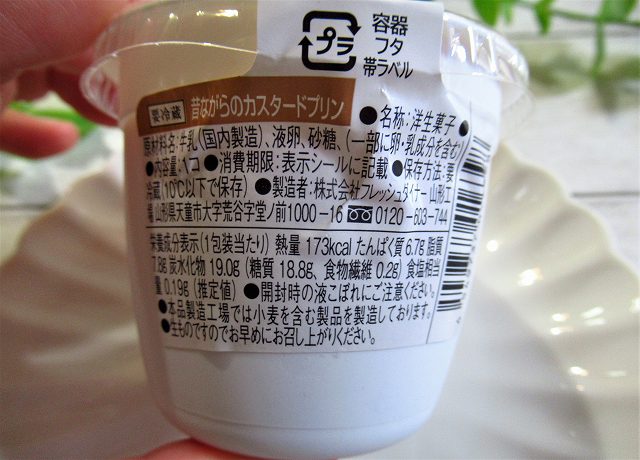 プラ
容器
フタ
帯ラベル
要冷蔵 昔ながらのカスタードプリン
●名称:洋生菓子●
原材料名:牛乳(国内製造)、液卵、砂糖、(一部に卵・乳成分を含む)
●内容量:1コ ●消費期限:表示シールに記載 ●保存方法:要
冷蔵(10℃以下で保存) ●製造者:株式会社フレッシュダイナー 山形工
場 山形県天童市大字荒谷字堂ノ前1000-16 0120-603-744
栄養成分表示(1包装当たり) 熱量 173kcal たんぱく質 6.7g 脂質
7.8g 炭水化物 19.0g (糖質 18.8g、食物繊維 0.2g) 食塩相当
量 0.19g (推定値) ●開封時の液こぼれにご注意ください。
●本品製造工場では小麦を含む製品を製造しております。
●生ものですのでお早めにお召し上がりください。